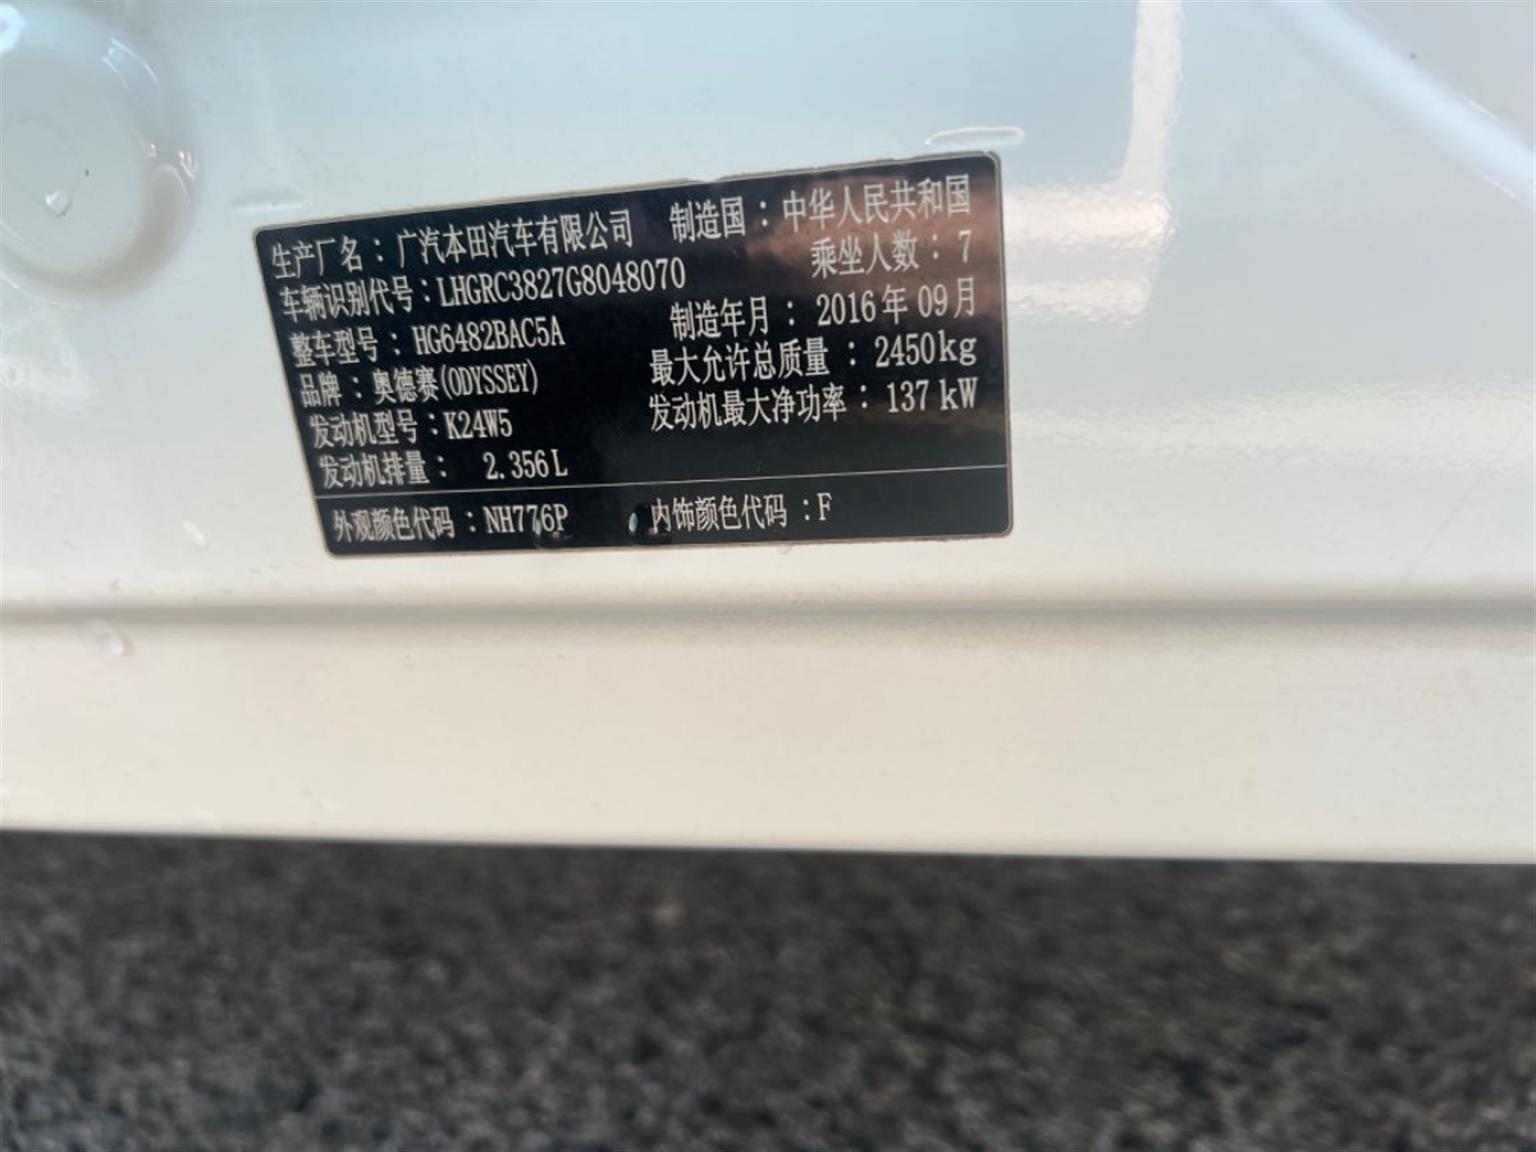 生产厂名：广汽本田汽车有限公司 制造国：中华人民共和国
车辆识别代号：LHGRC3827G8048070 乘坐人数：7
整车型号：HG6482BAC5A 制造年月：2016年09月
品牌：奥德赛(ODYSSEY) 最大允许总质量：2450kg
发动机型号：K24W5 发动机最大净功率：137 kW
发动机排量：2.356L
外观颜色代码：NH776P 内饰颜色代码：F